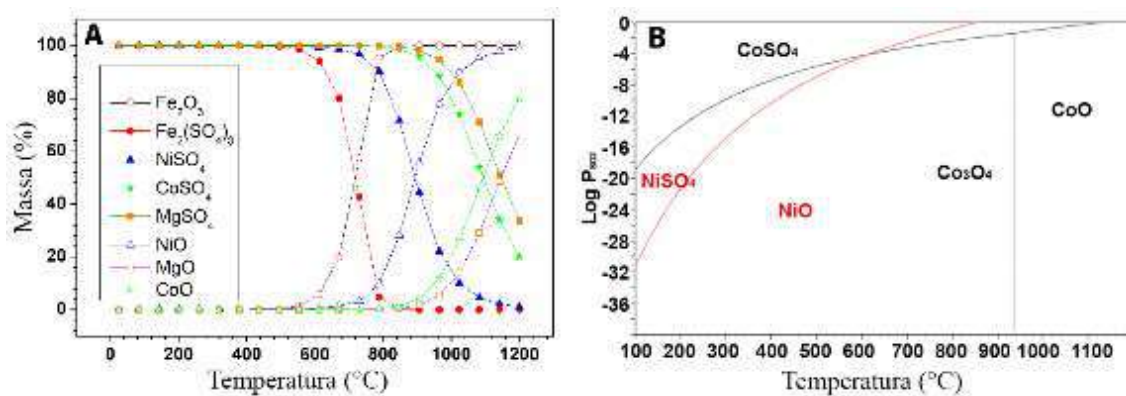 A
100
80
60
40
20
0
Massa (%)
Fe2O3
Fe2(SO4)3
NiSO4
CoSO4
MgSO4
NiO
MgO
CoO
0 200 400 600 800 1000 1200
Temperatura (°C)
B
0
-4
-8
-12
-16
-20
-24
-28
-32
-36
CoSO4
CoO
Co3O4
NiSO4
NiO
100 200 300 400 500 600 700 800 900 1000 1100
Temperatura (°C)